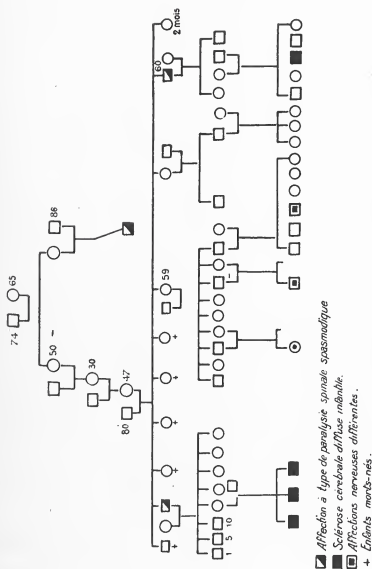 74
65
50
–
86
30
80
47
59
60
2 mois
1
5
10
–
Affection à type de paralysie spinale spasmodique
Sclérose cérébrale diffuse infantile.
Affections nerveuses différentes.
+ Enfants morts-nés.